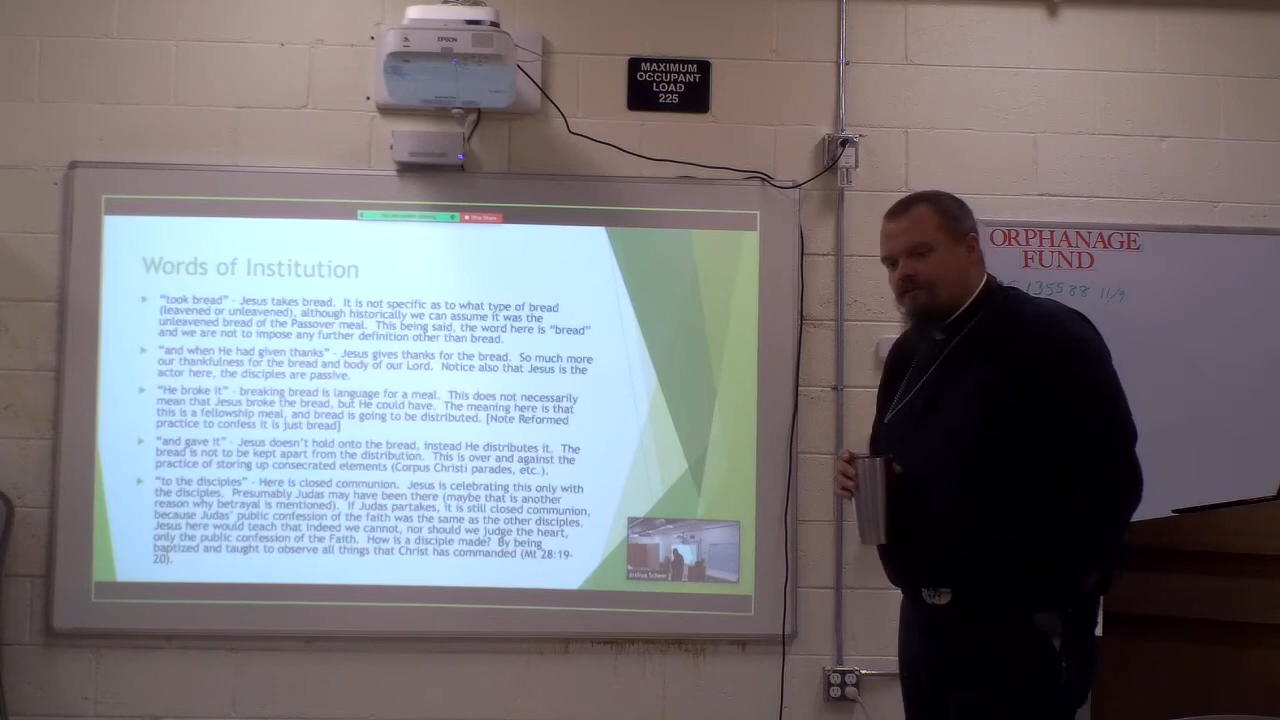 EPSON
MAXIMUM
OCCUPANT
LOAD
225
ORPHANAGE
FUND
135588 11/9
Stop Share
Words of Institution
"took bread" - Jesus takes bread. It is not specific as to what type of bread
(leavened or unleavened), although historically we can assume it was the
unleavened bread of the Passover meal. This being said, the word here is "bread"
and we are not to impose any further definition other than bread.
"and when He had given thanks" - Jesus gives thanks for the bread. So much more
our thankfulness for the bread and body of our Lord. Notice also that Jesus is the
actor here, the disciples are passive.
"He broke it" - breaking bread is language for a meal. This does not necessarily
mean that Jesus broke the bread, but He could have. The meaning here is that
this is a fellowship meal, and bread is going to be distributed. [Note Reformed
practice to confess it is just bread]
"and gave it" - Jesus doesn't hold onto the bread, instead He distributes it. The
bread is not to be kept apart from the distribution. This is over and against the
practice of storing up consecrated elements (Corpus Christi parades, etc.).
"to the disciples" - Here is closed communion. Jesus is celebrating this only with
the disciples. Presumably Judas may have been there (maybe that is another
reason why betrayal is mentioned). If Judas partakes, it is still closed communion,
because Judas' public confession of the faith was the same as the other disciples.
Jesus here would teach that indeed we cannot, nor should we judge the heart,
only the public confession of the Faith. How is a disciple made? By being
baptized and taught to observe all things that Christ has commanded (Mt 28:19-
20).
Joshua Scheer